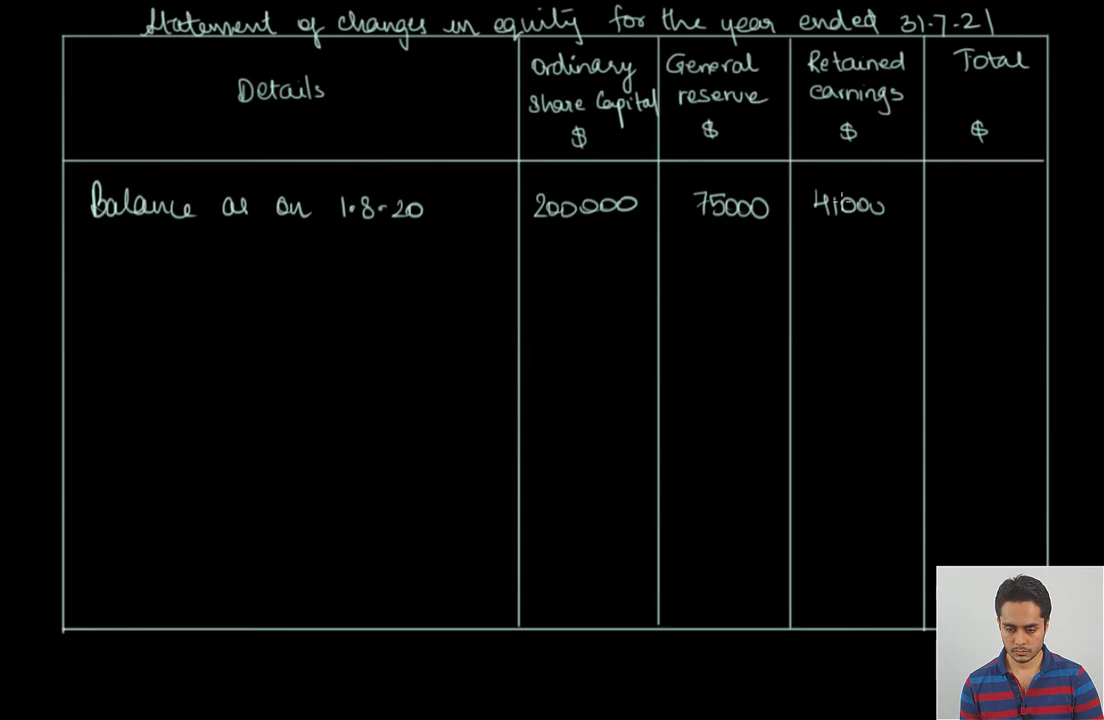 Statement of changes in equity for the year ended 31-7-21
Details
Ordinary Share Capital $
General reserve $
Retained earnings $
Total $
Balance as on 1-8-20 200000 75000 41000